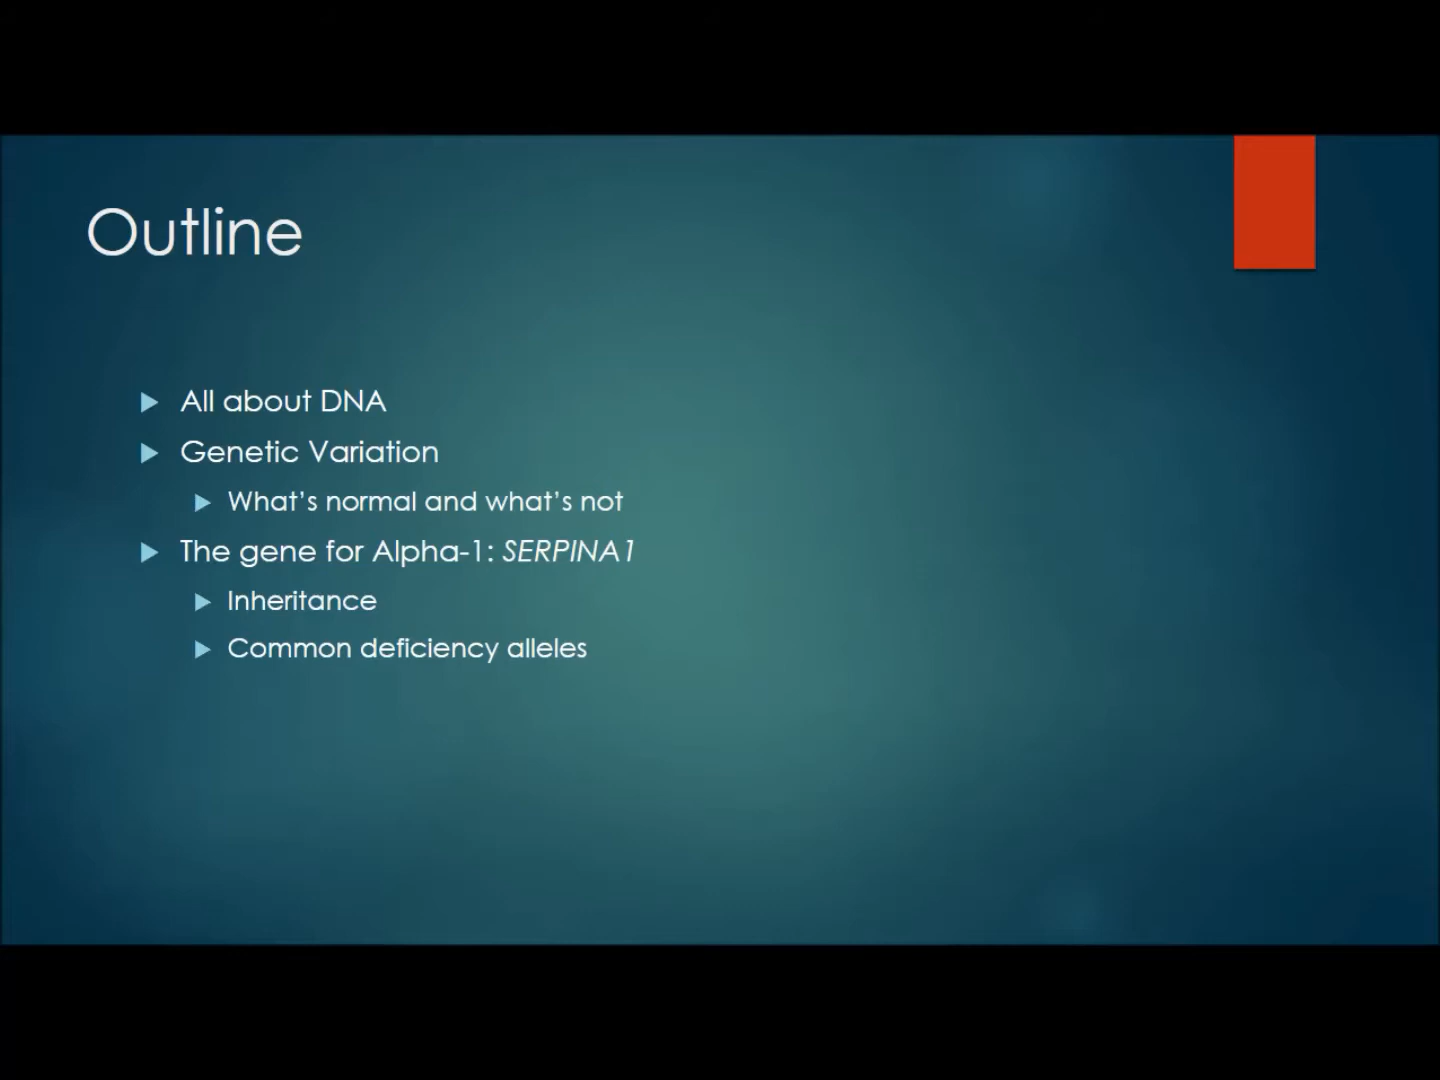 Outline
All about DNA
Genetic Variation
What's normal and what's not
The gene for Alpha-1: SERPINA1
Inheritance
Common deficiency alleles